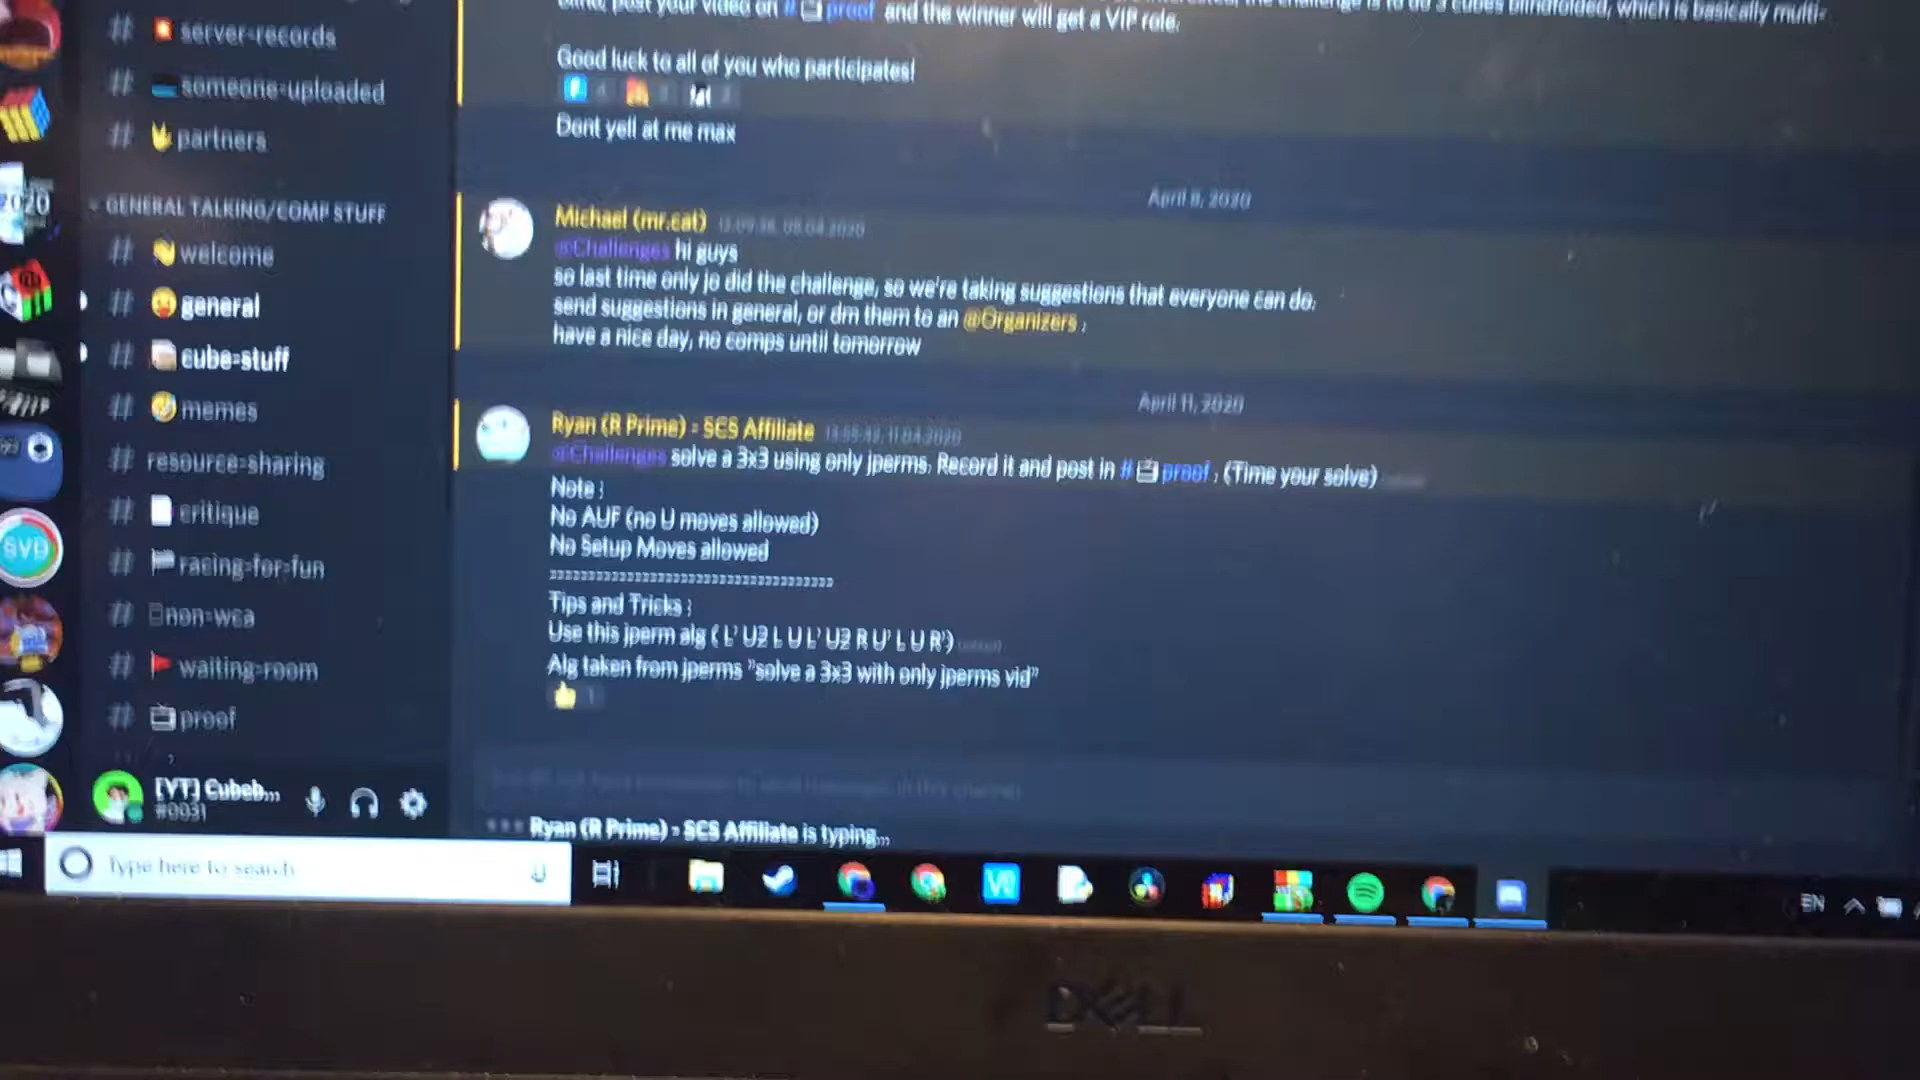 server-records
someone-uploaded
partners
GENERAL TALKING/COMP STUFF
welcome
general
cube-stuff
memes
resource-sharing
critique
racing-for-fun
non-wca
waiting-room
proof
[YT] Cubeb...
#0031
2020
SVD
blind, post your video on # proof and the winner will get a VIP role.
Good luck to all of you who participates!
Dont yell at me max
April 8, 2020
Michael (mr.cat)
@Challenges hi guys
so last time only jo did the challenge, so we're taking suggestions that everyone can do.
send suggestions in general, or dm them to an @Organizers .
have a nice day, no comps until tomorrow
April 11, 2020
Ryan (R Prime) - SCS Affiliate 13:55:42, 11.04.2020
@Challenges solve a 3x3 using only jperms. Record it and post in # proof . (Time your solve)
Note :
No AUF (no U moves allowed)
No Setup Moves allowed
Tips and Tricks :
Use this jperm alg ( L' U2 L U L' U2 R U' L U R')
Alg taken from jperms "solve a 3x3 with only jperms vid"
1
Ryan (R Prime) - SCS Affiliate is typing...
Type here to search
EN
DELL